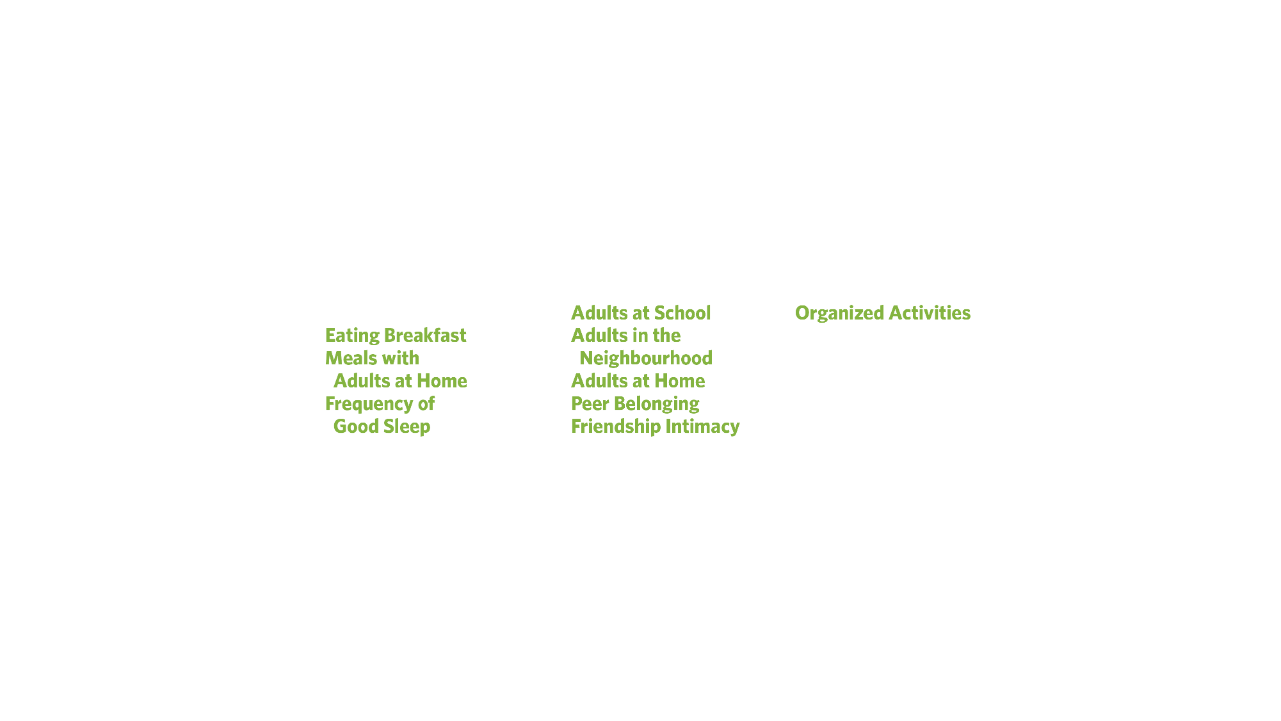 Eating Breakfast
Meals with
Adults at Home
Frequency of
Good Sleep
Adults at School
Adults in the
Neighbourhood
Adults at Home
Peer Belonging
Friendship Intimacy
Organized Activities